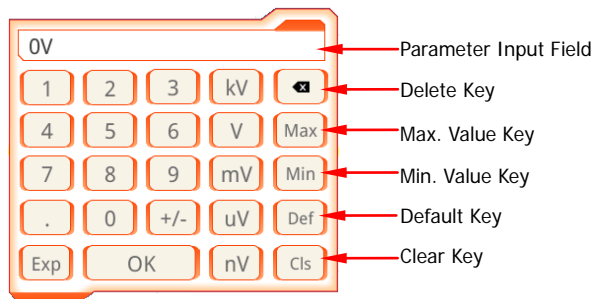 0V
Parameter Input Field
1 2 3 kV
Delete Key
4 5 6 V Max
Max. Value Key
7 8 9 mV Min
Min. Value Key
. 0 +/- uV Def
Default Key
Exp OK nV Cls
Clear Key